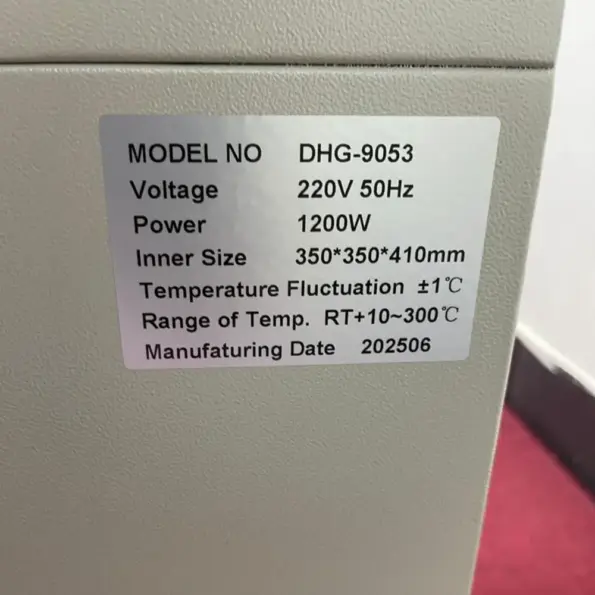 MODEL NO DHG-9053
Voltage 220V 50Hz
Power 1200W
Inner Size 350*350*410mm
Temperature Fluctuation ±1℃
Range of Temp. RT+10~300℃
Manufaturing Date 202506